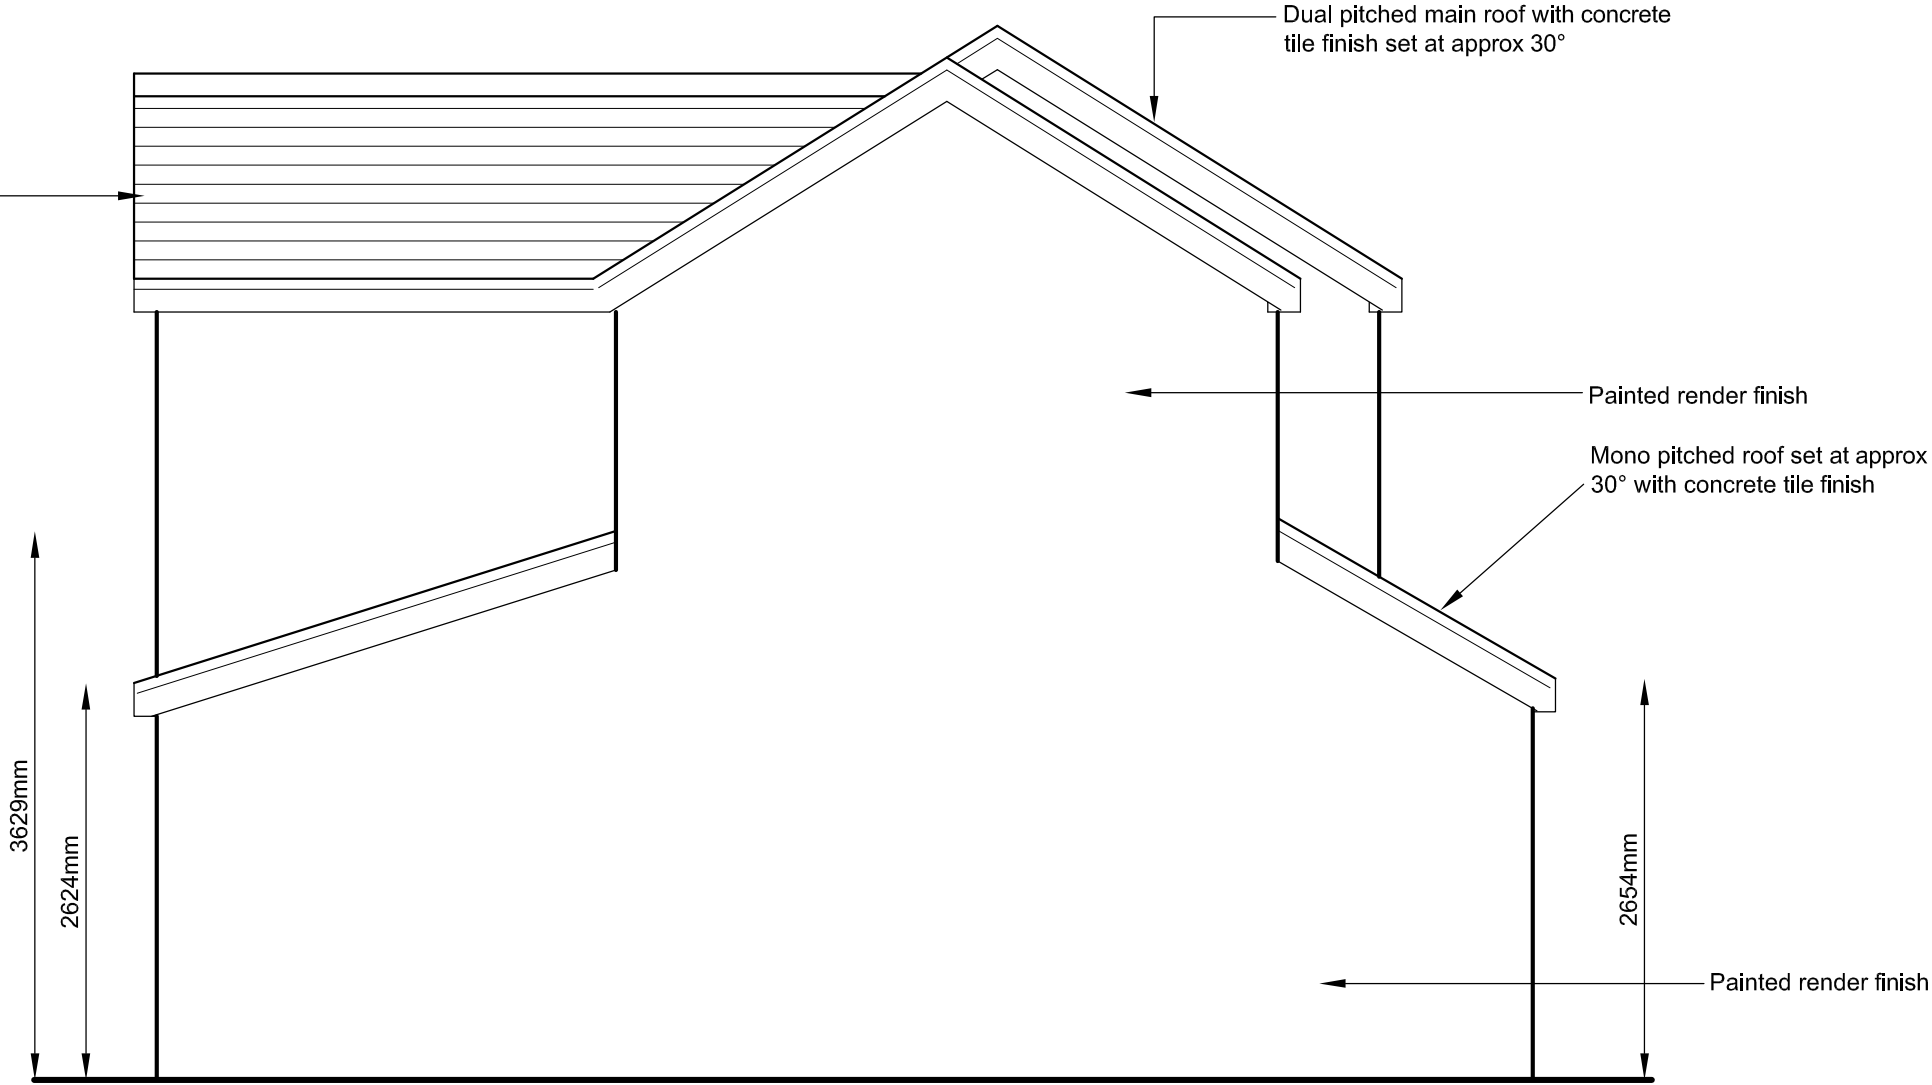 Dual pitched main roof with concrete
tile finish set at approx 30°
Painted render finish
Mono pitched roof set at approx
30° with concrete tile finish
3629mm
2624mm
2654mm
Painted render finish